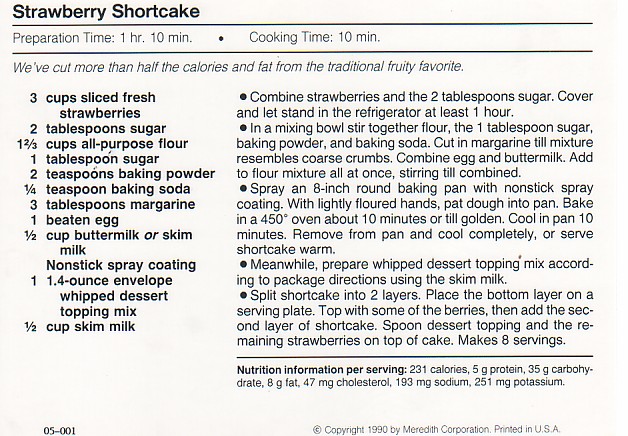 Strawberry Shortcake
Preparation Time: 1 hr. 10 min. • Cooking Time: 10 min.
We've cut more than half the calories and fat from the traditional fruity favorite.
3 cups sliced fresh
strawberries
2 tablespoons sugar
1⅔ cups all-purpose flour
1 tablespoon sugar
2 teaspoons baking powder
¼ teaspoon baking soda
3 tablespoons margarine
1 beaten egg
½ cup buttermilk or skim
milk
Nonstick spray coating
1 1.4-ounce envelope
whipped dessert
topping mix
½ cup skim milk
• Combine strawberries and the 2 tablespoons sugar. Cover
and let stand in the refrigerator at least 1 hour.
• In a mixing bowl stir together flour, the 1 tablespoon sugar,
baking powder, and baking soda. Cut in margarine till mixture
resembles coarse crumbs. Combine egg and buttermilk. Add
to flour mixture all at once, stirring till combined.
• Spray an 8-inch round baking pan with nonstick spray
coating. With lightly floured hands, pat dough into pan. Bake
in a 450° oven about 10 minutes or till golden. Cool in pan 10
minutes. Remove from pan and cool completely, or serve
shortcake warm.
• Meanwhile, prepare whipped dessert topping mix accord-
ing to package directions using the skim milk.
• Split shortcake into 2 layers. Place the bottom layer on a
serving plate. Top with some of the berries, then add the sec-
ond layer of shortcake. Spoon dessert topping and the re-
maining strawberries on top of cake. Makes 8 servings.
Nutrition information per serving: 231 calories, 5 g protein, 35 g carbohy-
drate, 8 g fat, 47 mg cholesterol, 193 mg sodium, 251 mg potassium.
05–001
© Copyright 1990 by Meredith Corporation. Printed in U.S.A.